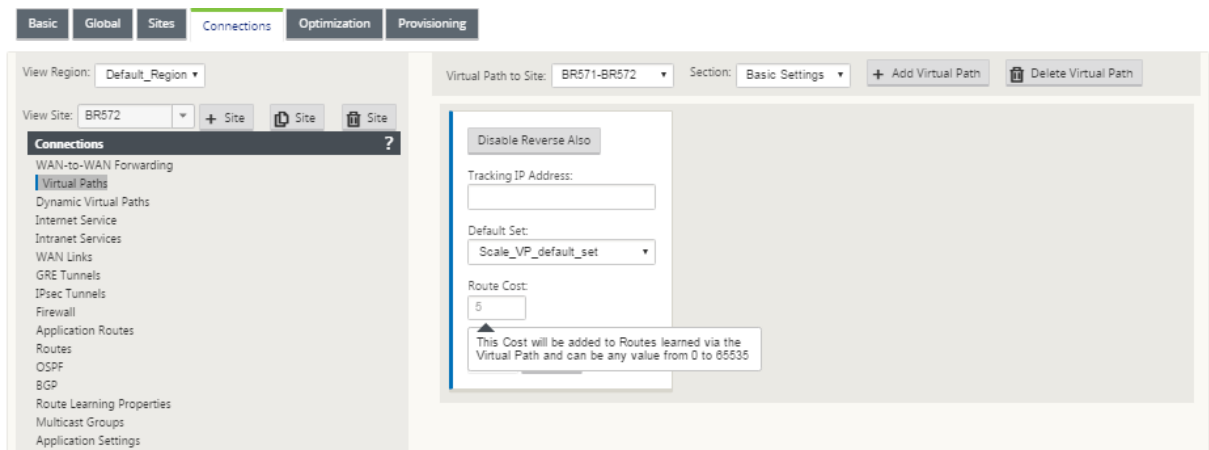 Basic Global Sites Connections Optimization Provisioning
View Region: Default_Region
Virtual Path to Site: BR571-BR572 Section: Basic Settings + Add Virtual Path Delete Virtual Path
View Site: BR572 + Site Site Site
Connections ?
WAN-to-WAN Forwarding
Virtual Paths
Dynamic Virtual Paths
Internet Service
Intranet Services
WAN Links
GRE Tunnels
IPsec Tunnels
Firewall
Application Routes
Routes
OSPF
BGP
Route Learning Properties
Multicast Groups
Application Settings
Disable Reverse Also
Tracking IP Address:
Default Set:
Scale_VP_default_set
Route Cost:
5
This Cost will be added to Routes learned via the
Virtual Path and can be any value from 0 to 65535